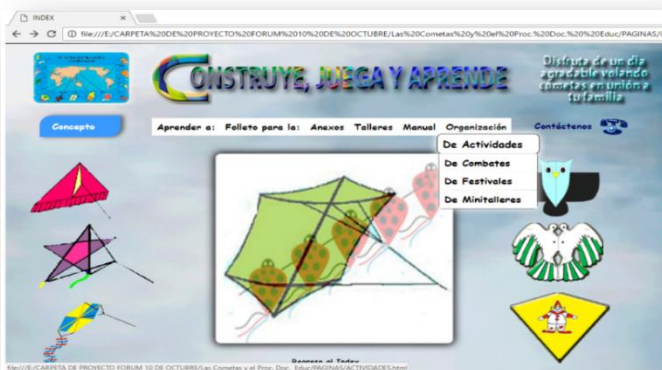 INDEX
file:///E:/CARPETA%20DE%20PROYECTO%20FORUM%2010%20DE%20OCTUBRE/Las%20Cometas%20y%20el%20Proc.%20Doc.%20%20Educ/PAGINAS/I
CONSTRUYE, JUEGA Y APRENDE
Disfruta de un dia
agradable volando
cometas en unión a
tu familia
Concepto
Aprender a: Folleto para la: Anexos Talleres Manual Organización Contáctenos
De Actividades
De Combates
De Festivales
De Minitalleres
Regreso al Index
file:///E:/CARPETA DE PROYECTO FORUM 10 DE OCTUBRE/Las Cometas y el Proc. Doc. Educ/PAGINAS/ACTIVIDADES.html